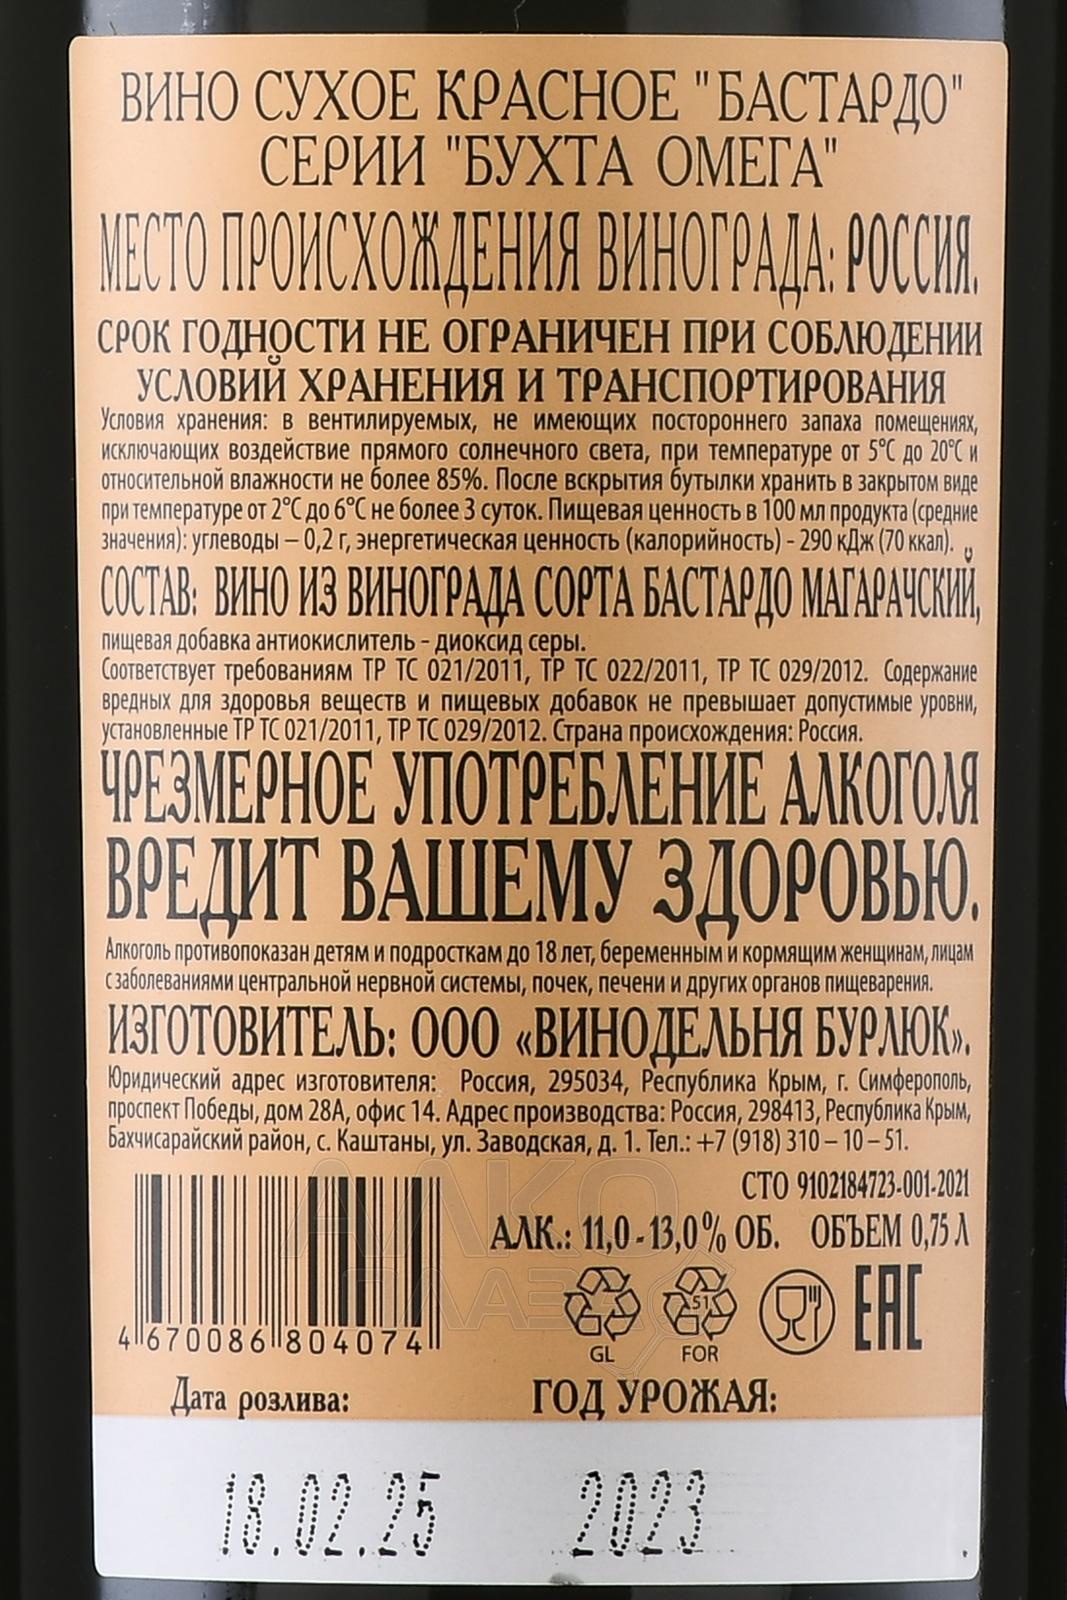 ВИНО СУХОЕ КРАСНОЕ "БАСТАРДО"
СЕРИИ "БУХТА ОМЕГА"
МЕСТО ПРОИСХОЖДЕНИЯ ВИНОГРАДА: РОССИЯ.
СРОК ГОДНОСТИ НЕ ОГРАНИЧЕН ПРИ СОБЛЮДЕНИИ
УСЛОВИЙ ХРАНЕНИЯ И ТРАНСПОРТИРОВАНИЯ
Условия хранения: в вентилируемых, не имеющих постороннего запаха помещениях,
исключающих воздействие прямого солнечного света, при температуре от 5°С до 20°С и
относительной влажности не более 85%. После вскрытия бутылки хранить в закрытом виде
при температуре от 2°С до 6°С не более 3 суток. Пищевая ценность в 100 мл продукта (средние
значения): углеводы – 0,2 г, энергетическая ценность (калорийность) - 290 кДж (70 ккал).
СОСТАВ: ВИНО ИЗ ВИНОГРАДА СОРТА БАСТАРДО МАГАРАЧСКИЙ,
пищевая добавка антиокислитель - диоксид серы.
Соответствует требованиям ТР ТС 021/2011, ТР ТС 022/2011, ТР ТС 029/2012. Содержание
вредных для здоровья веществ и пищевых добавок не превышает допустимые уровни,
установленные ТР ТС 021/2011, ТР ТС 029/2012. Страна происхождения: Россия.
ЧРЕЗМЕРНОЕ УПОТРЕБЛЕНИЕ АЛКОГОЛЯ
ВРЕДИТ ВАШЕМУ ЗДОРОВЬЮ.
Алкоголь противопоказан детям и подросткам до 18 лет, беременным и кормящим женщинам, лицам
с заболеваниями центральной нервной системы, почек, печени и других органов пищеварения.
ИЗГОТОВИТЕЛЬ: ООО «ВИНОДЕЛЬНЯ БУРЛЮК».
Юридический адрес изготовителя: Россия, 295034, Республика Крым, г. Симферополь,
проспект Победы, дом 28А, офис 14. Адрес производства: Россия, 298413, Республика Крым,
Бахчисарайский район, с. Каштаны, ул. Заводская, д. 1. Тел.: +7 (918) 310 – 10 – 51.
СТО 9102184723-001-2021
АЛК.: 11,0 - 13,0% ОБ. ОБЪЕМ 0,75 Л
АЛКО
ПЛАЗА
51
EAC
4 670086 804074
GL FOR
Дата розлива: ГОД УРОЖАЯ:
18.02.25 2023